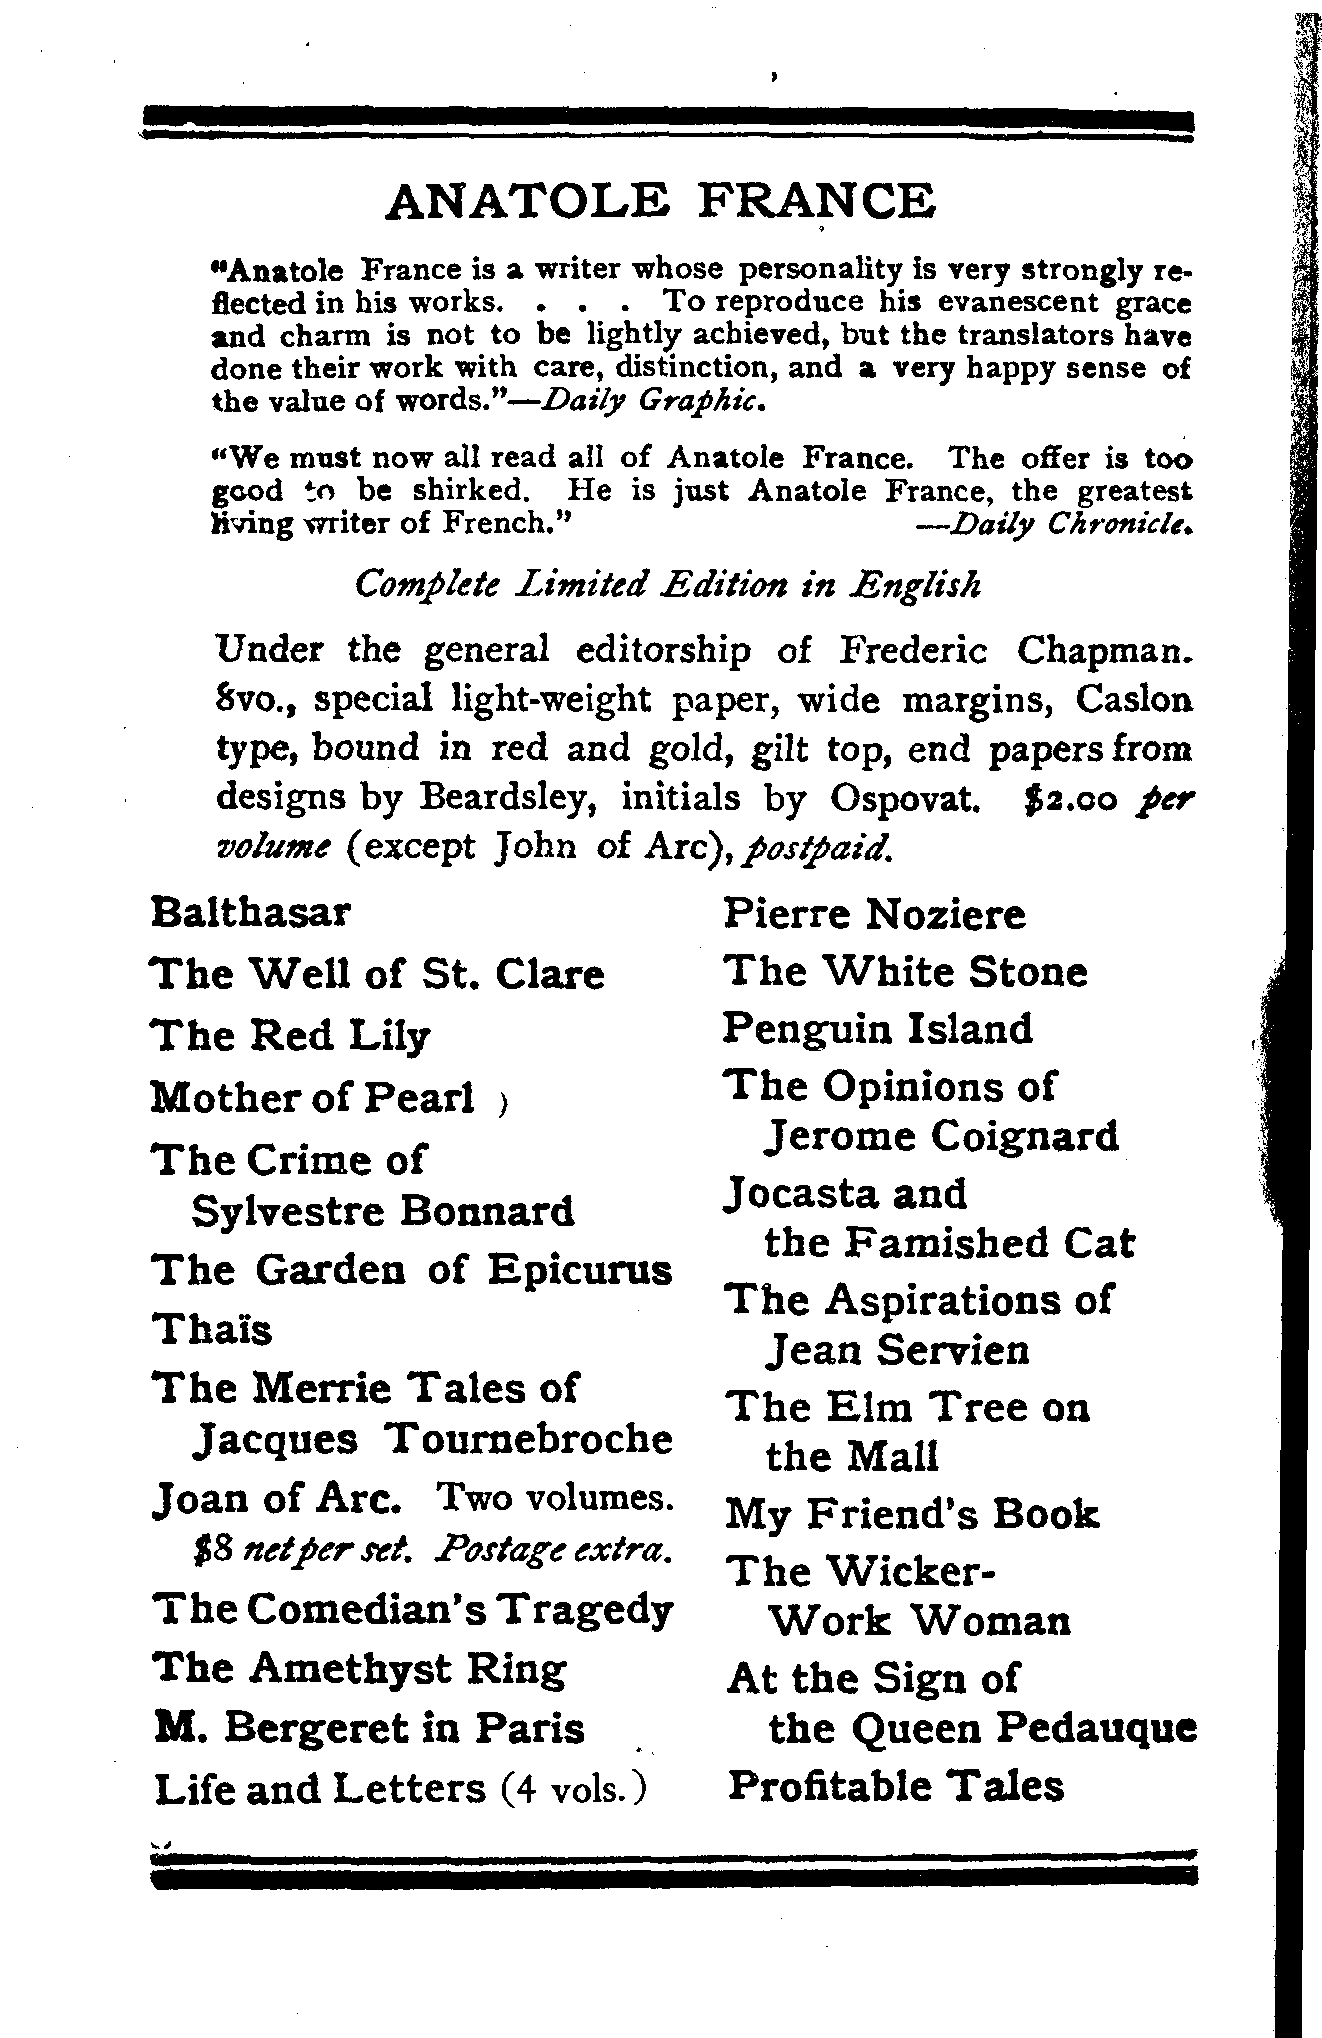 ANATOLE FRANCE
"Anatole France is a writer whose personality is very strongly re-
flected in his works. . . . To reproduce his evanescent grace
and charm is not to be lightly achieved, but the translators have
done their work with care, distinction, and a very happy sense of
the value of words."—Daily Graphic.
"We must now all read all of Anatole France. The offer is too
good to be shirked. He is just Anatole France, the greatest
living writer of French." —Daily Chronicle.
Complete Limited Edition in English
Under the general editorship of Frederic Chapman.
8vo., special light-weight paper, wide margins, Caslon
type, bound in red and gold, gilt top, end papers from
designs by Beardsley, initials by Ospovat. $2.00 per
volume (except John of Arc), postpaid.
Balthasar
The Well of St. Clare
The Red Lily
Mother of Pearl
The Crime of
Sylvestre Bonnard
The Garden of Epicurus
Thaïs
The Merrie Tales of
Jacques Tournebroche
Joan of Arc. Two volumes.
$8 net per set. Postage extra.
The Comedian's Tragedy
The Amethyst Ring
M. Bergeret in Paris
Life and Letters (4 vols.)
Pierre Noziere
The White Stone
Penguin Island
The Opinions of
Jerome Coignard
Jocasta and
the Famished Cat
The Aspirations of
Jean Servien
The Elm Tree on
the Mall
My Friend's Book
The Wicker-
Work Woman
At the Sign of
the Queen Pedauque
Profitable Tales